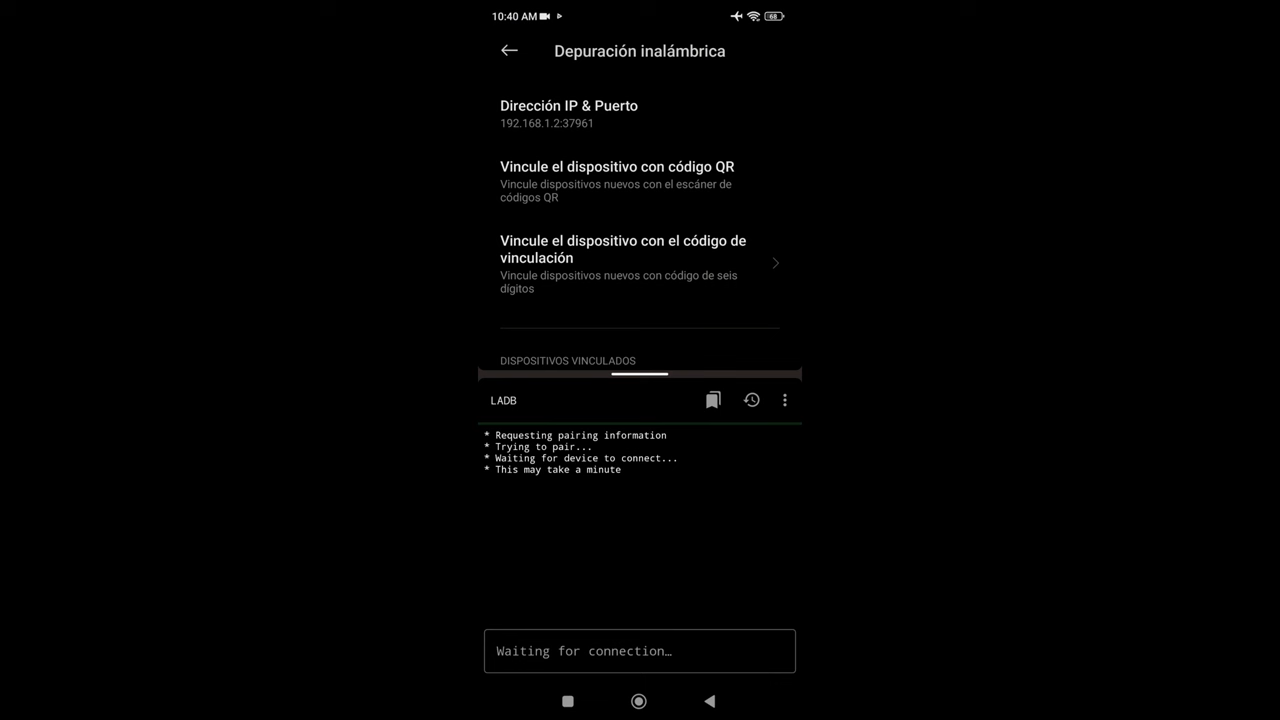 10:40 AM
68
Depuración inalámbrica
Dirección IP & Puerto
192.168.1.2:37961
Vincule el dispositivo con código QR
Vincule dispositivos nuevos con el escáner de
códigos QR
Vincule el dispositivo con el código de
vinculación
Vincule dispositivos nuevos con código de seis
dígitos
DISPOSITIVOS VINCULADOS
LADB
* Requesting pairing information
* Trying to pair...
* Waiting for device to connect...
* This may take a minute
Waiting for connection…